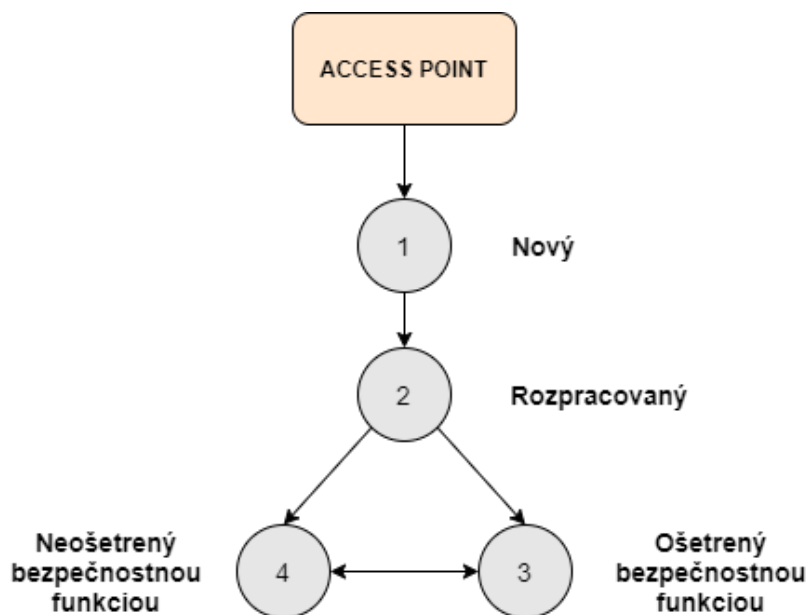 ACCESS POINT
1
Nový
2
Rozpracovaný
Neošetrený
bezpečnostnou
funkciou
4
3
Ošetrený
bezpečnostnou
funkciou